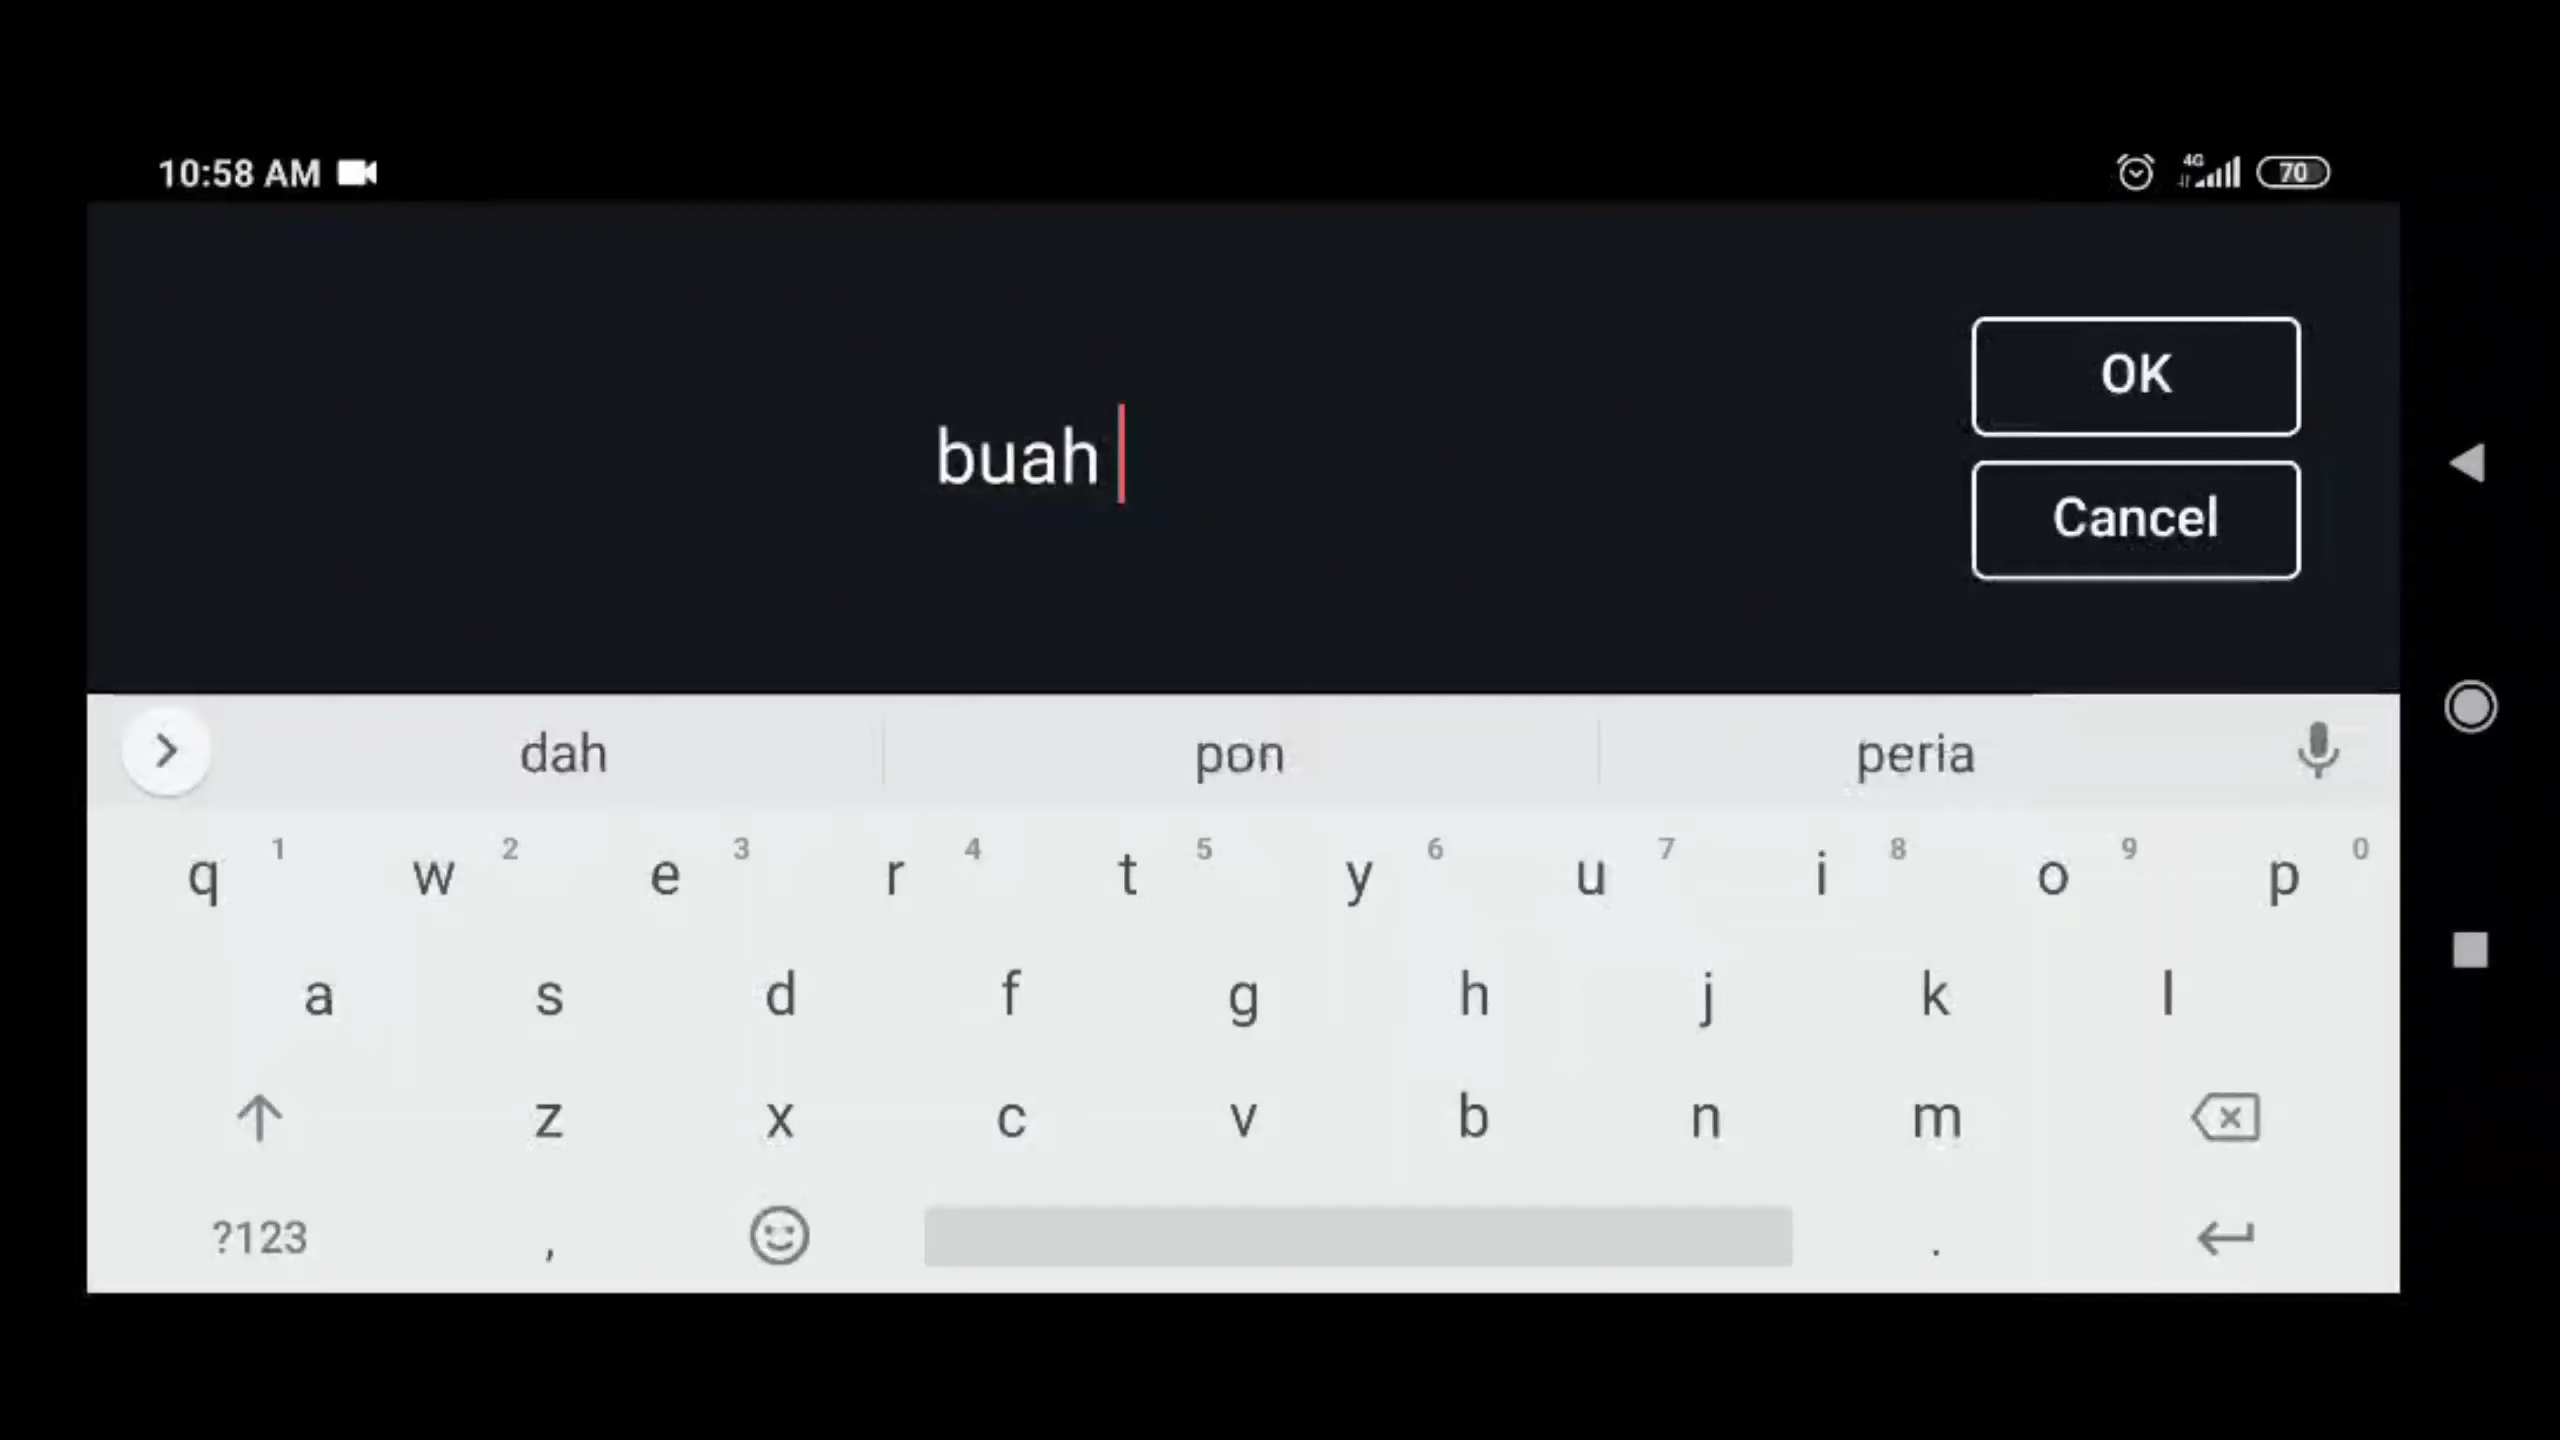 10:58 AM
4G 70
OK
buah
Cancel
dah pon peria
q 1 w 2 e 3 r 4 t 5 y 6 u 7 i 8 o 9 p 0
a s d f g h j k l
z x c v b n m
?123 , .